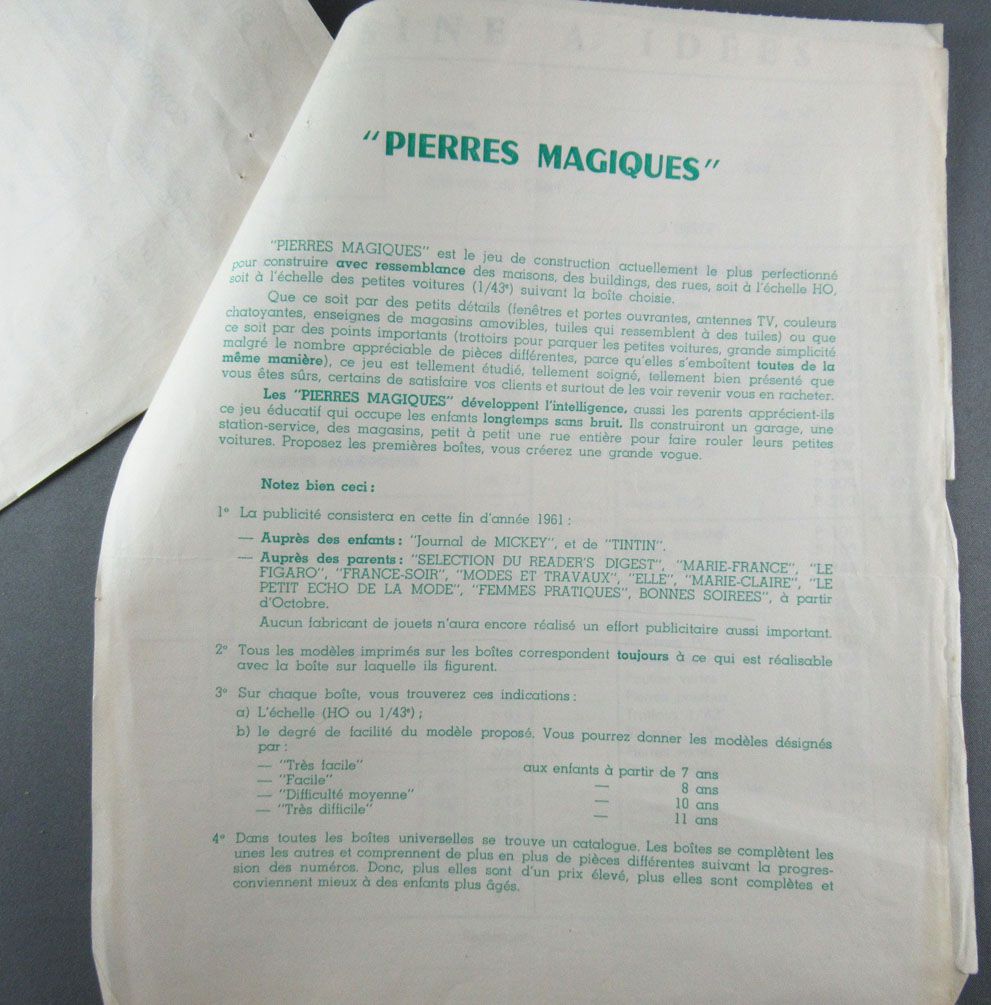 "PIERRES MAGIQUES"
"PIERRES MAGIQUES" est le jeu de construction actuellement le plus perfectionné
pour construire avec ressemblance des maisons, des buildings, des rues, soit à l'échelle HO,
soit à l'échelle des petites voitures (1/43e) suivant la boîte choisie.
Que ce soit par des petits détails (fenêtres et portes ouvrantes, antennes TV, couleurs
chatoyantes, enseignes de magasins amovibles, tuiles qui ressemblent à des tuiles) ou que
ce soit par des points importants (trottoirs pour parquer les petites voitures, grande simplicité
malgré le nombre appréciable de pièces différentes, parce qu'elles s'emboîtent toutes de la
même manière), ce jeu est tellement étudié, tellement soigné, tellement bien présenté que
vous êtes sûrs, certains de satisfaire vos clients et surtout de les voir revenir vous en racheter.
Les "PIERRES MAGIQUES" développent l'intelligence, aussi les parents apprécient-ils
ce jeu éducatif qui occupe les enfants longtemps sans bruit. Ils construiront un garage, une
station-service, des magasins, petit à petit une rue entière pour faire rouler leurs petites
voitures. Proposez les premières boîtes, vous créerez une grande vogue.
Notez bien ceci :
1° La publicité consistera en cette fin d'année 1961 :
— Auprès des enfants : "Journal de MICKEY", et de "TINTIN".
— Auprès des parents : "SELECTION DU READER'S DIGEST", "MARIE-FRANCE", "LE
FIGARO", "FRANCE-SOIR", "MODES ET TRAVAUX", "ELLE", "MARIE-CLAIRE", "LE
PETIT ECHO DE LA MODE", "FEMMES PRATIQUES", BONNES SOIREES", à partir
d'Octobre.
Aucun fabricant de jouets n'aura encore réalisé un effort publicitaire aussi important.
2° Tous les modèles imprimés sur les boîtes correspondent toujours à ce qui est réalisable
avec la boîte sur laquelle ils figurent.
3° Sur chaque boîte, vous trouverez ces indications :
a) L'échelle (HO ou 1/43e) ;
b) le degré de facilité du modèle proposé. Vous pourrez donner les modèles désignés
par :
— "Très facile" aux enfants à partir de 7 ans
— "Facile" — 8 ans
— "Difficulté moyenne" — 10 ans
— "Très difficile" — 11 ans
4° Dans toutes les boîtes universelles se trouve un catalogue. Les boîtes se complètent les
unes les autres et comprennent de plus en plus de pièces différentes suivant la progres-
sion des numéros. Donc, plus elles sont d'un prix élevé, plus elles sont complètes et
conviennent mieux à des enfants plus âgés.